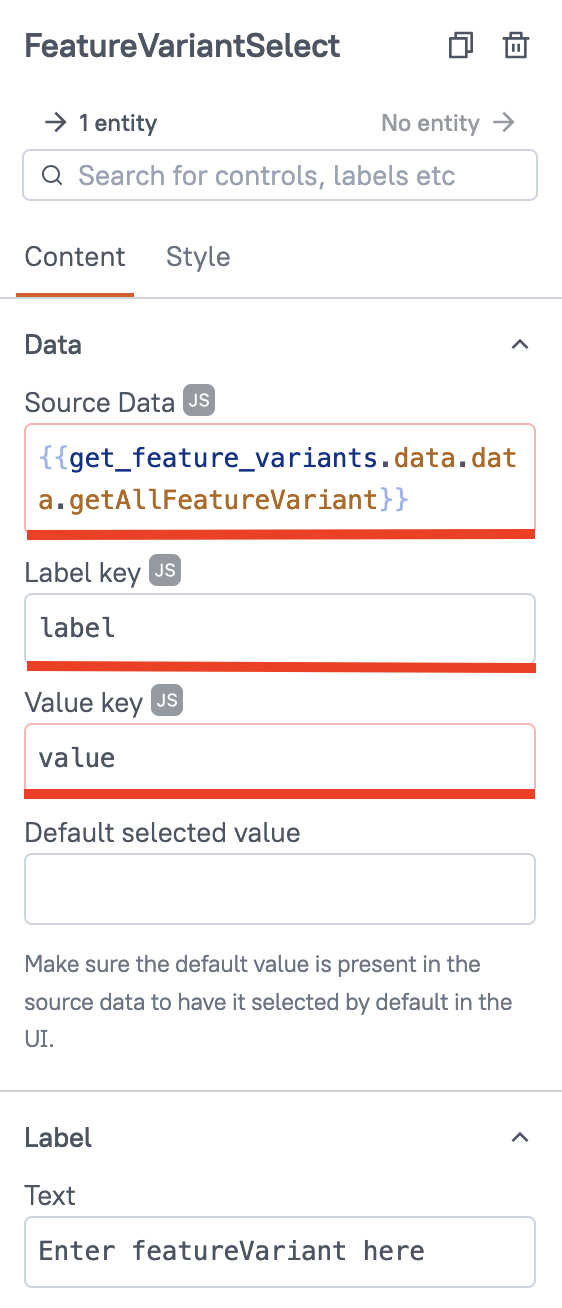 FeatureVariantSelect
1 entity
No entity
Search for controls, labels etc
Content Style
Data
Source Data JS
{{get_feature_variants.data.dat
a.getAllFeatureVariant}}
Label key JS
label
Value key JS
value
Default selected value
Make sure the default value is present in the
source data to have it selected by default in the
UI.
Label
Text
Enter featureVariant here